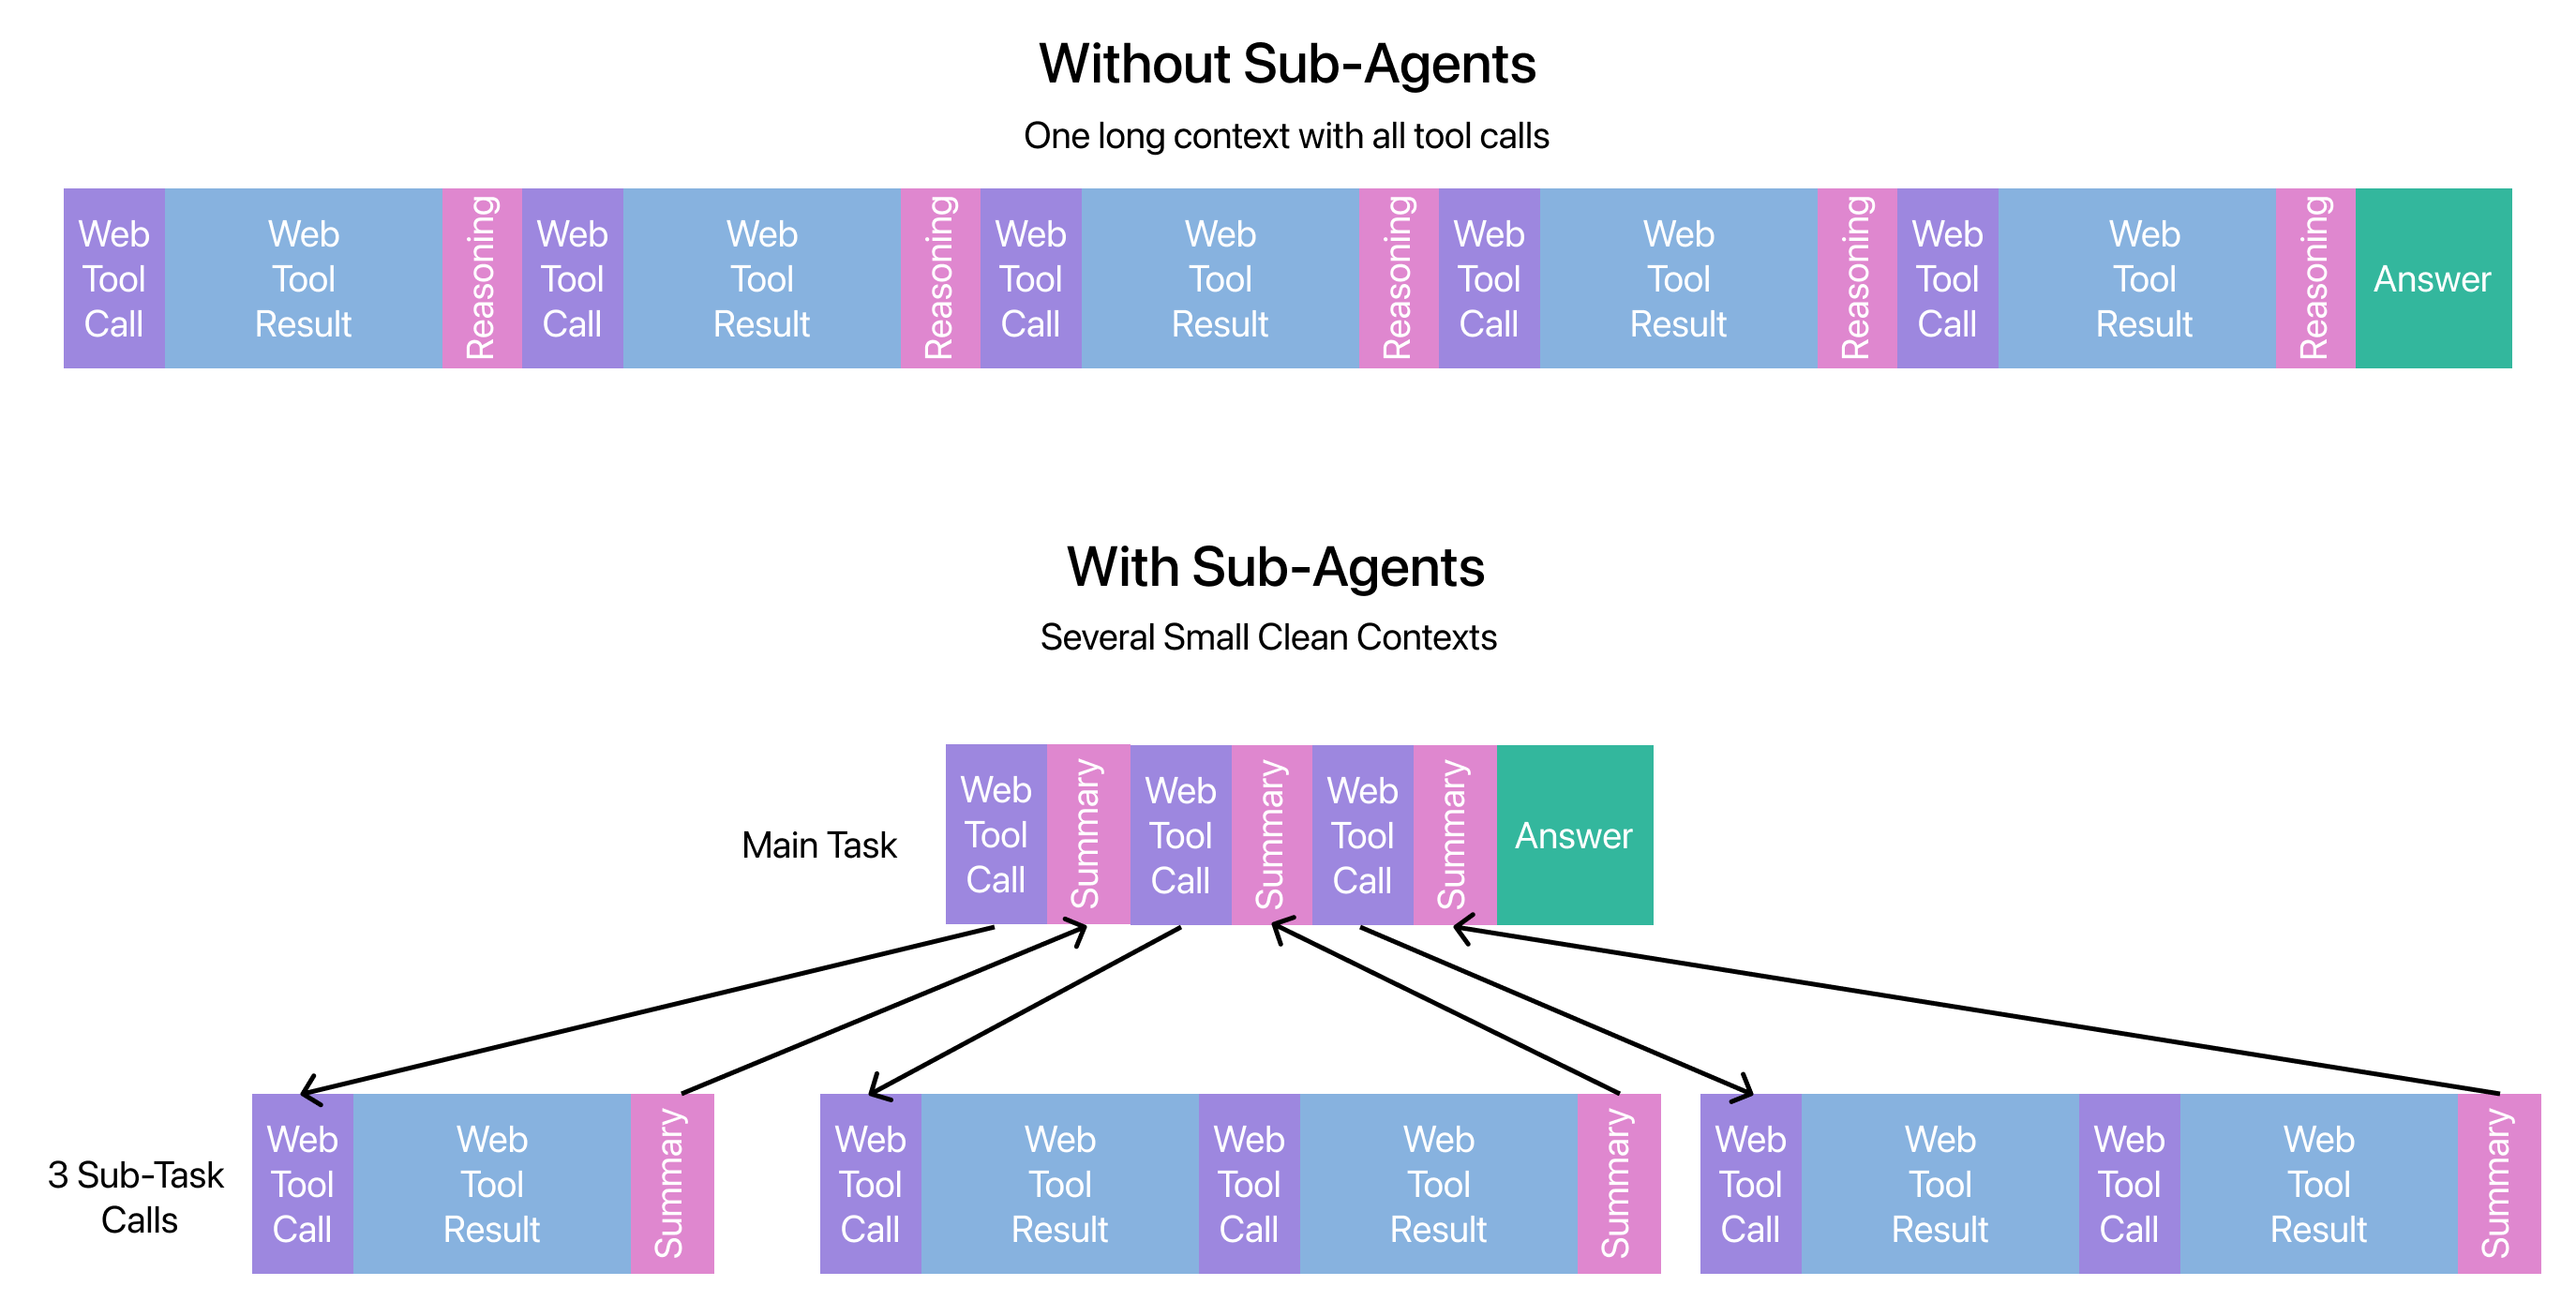 Without Sub-Agents
One long context with all tool calls
Web
Tool
Call
Web
Tool
Result
Reasoning
Web
Tool
Call
Web
Tool
Result
Reasoning
Web
Tool
Call
Web
Tool
Result
Reasoning
Web
Tool
Call
Web
Tool
Result
Reasoning
Web
Tool
Call
Web
Tool
Result
Reasoning
Answer
With Sub-Agents
Several Small Clean Contexts
Main Task
Web
Tool
Call
Summary
Web
Tool
Call
Summary
Web
Tool
Call
Summary
Answer
3 Sub-Task
Calls
Web
Tool
Call
Web
Tool
Result
Summary
Web
Tool
Call
Web
Tool
Result
Web
Tool
Call
Web
Tool
Result
Summary
Web
Tool
Call
Web
Tool
Result
Web
Tool
Call
Web
Tool
Result
Summary